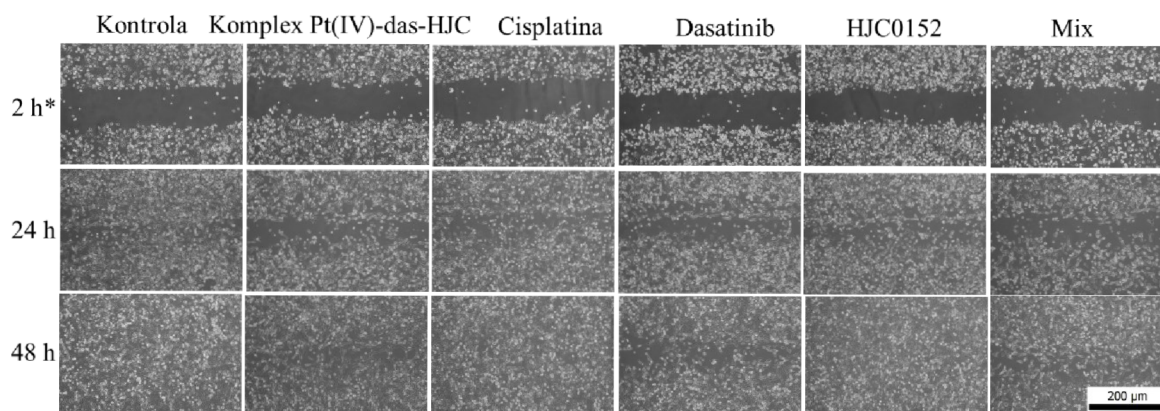 Kontrola Komplex Pt(IV)-das-HJC Cisplatina Dasatinib HJC0152 Mix
2 h*
24 h
48 h
200 µm